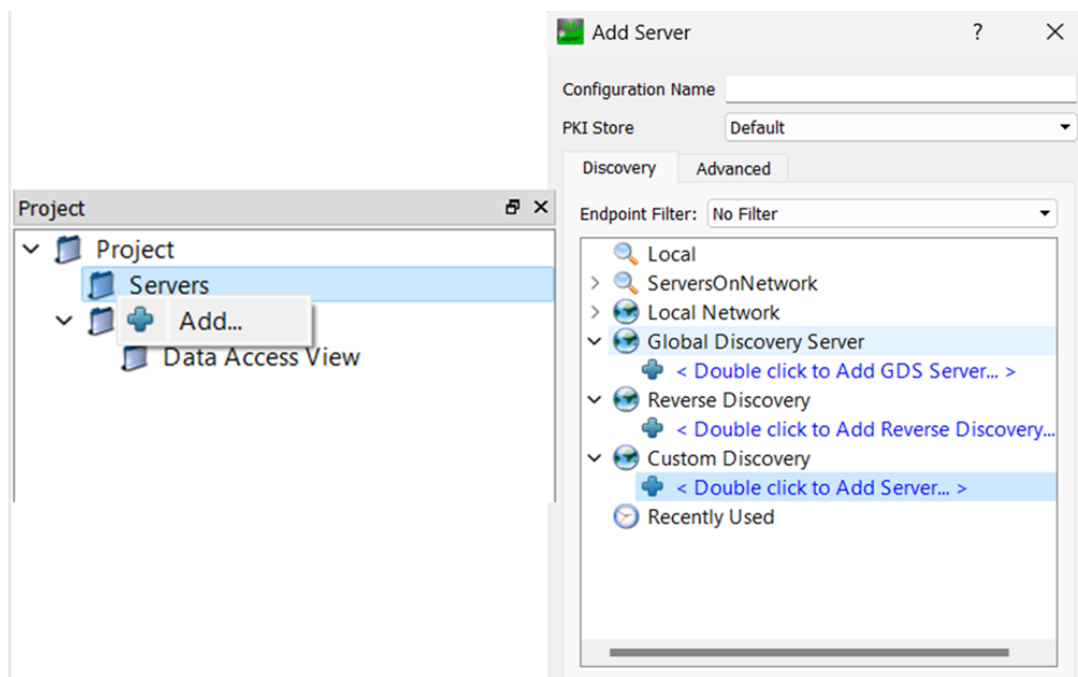 Project
Project
Servers
Add...
Data Access View
Add Server
?
Configuration Name
PKI Store Default
Discovery Advanced
Endpoint Filter: No Filter
Local
ServersOnNetwork
Local Network
Global Discovery Server
< Double click to Add GDS Server... >
Reverse Discovery
< Double click to Add Reverse Discovery...
Custom Discovery
< Double click to Add Server... >
Recently Used